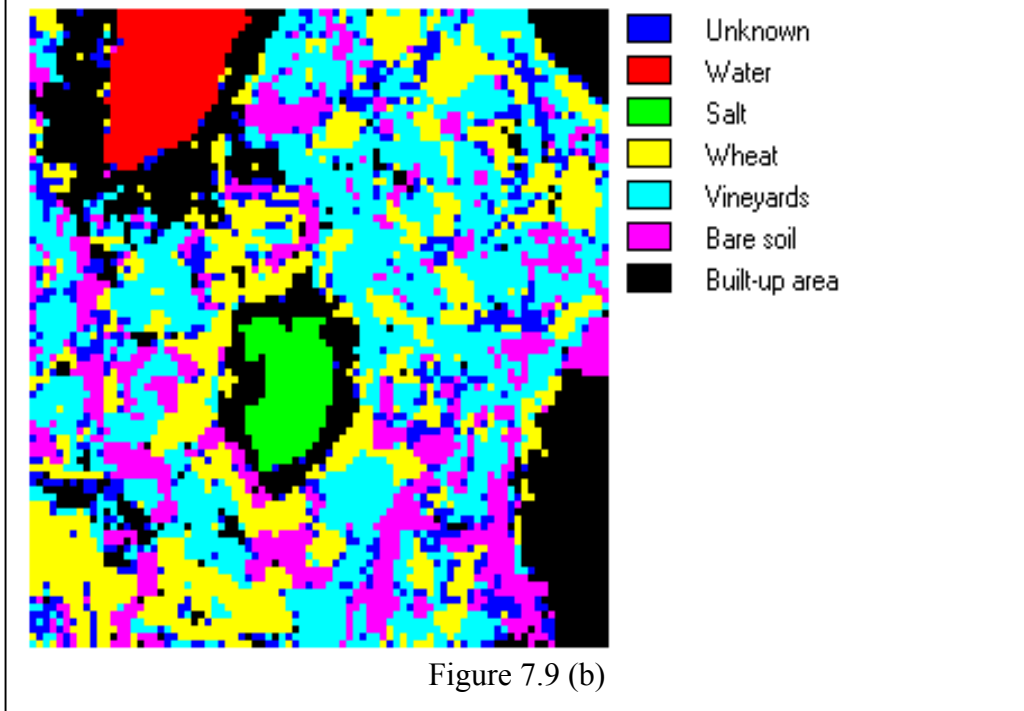 Unknown
Water
Salt
Wheat
Vineyards
Bare soil
Built-up area
Figure 7.9 (b)